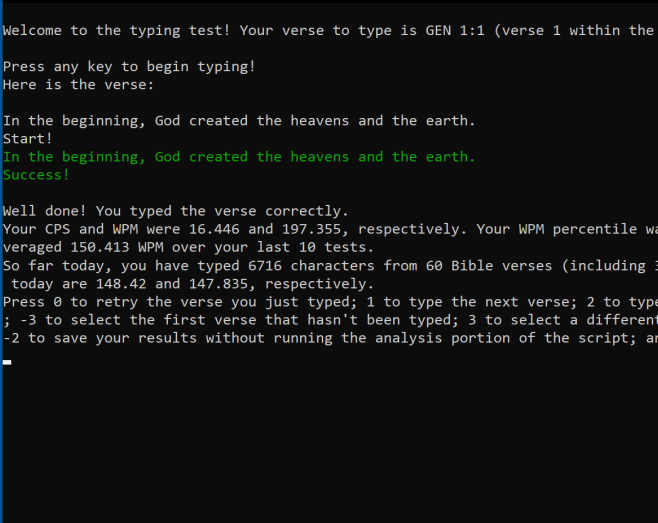 Welcome to the typing test! Your verse to type is GEN 1:1 (verse 1 within the
Press any key to begin typing!
Here is the verse:
In the beginning, God created the heavens and the earth.
Start!
In the beginning, God created the heavens and the earth.
Success!
Well done! You typed the verse correctly.
Your CPS and WPM were 16.446 and 197.355, respectively. Your WPM percentile
veraged 150.413 WPM over your last 10 tests.
So far today, you have typed 6716 characters from 60 Bible verses (including
today are 148.42 and 147.835, respectively.
Press 0 to retry the verse you just typed; 1 to type the next verse; 2 to type
; -3 to select the first verse that hasn't been typed; 3 to select a different
-2 to save your results without running the analysis portion of the script;